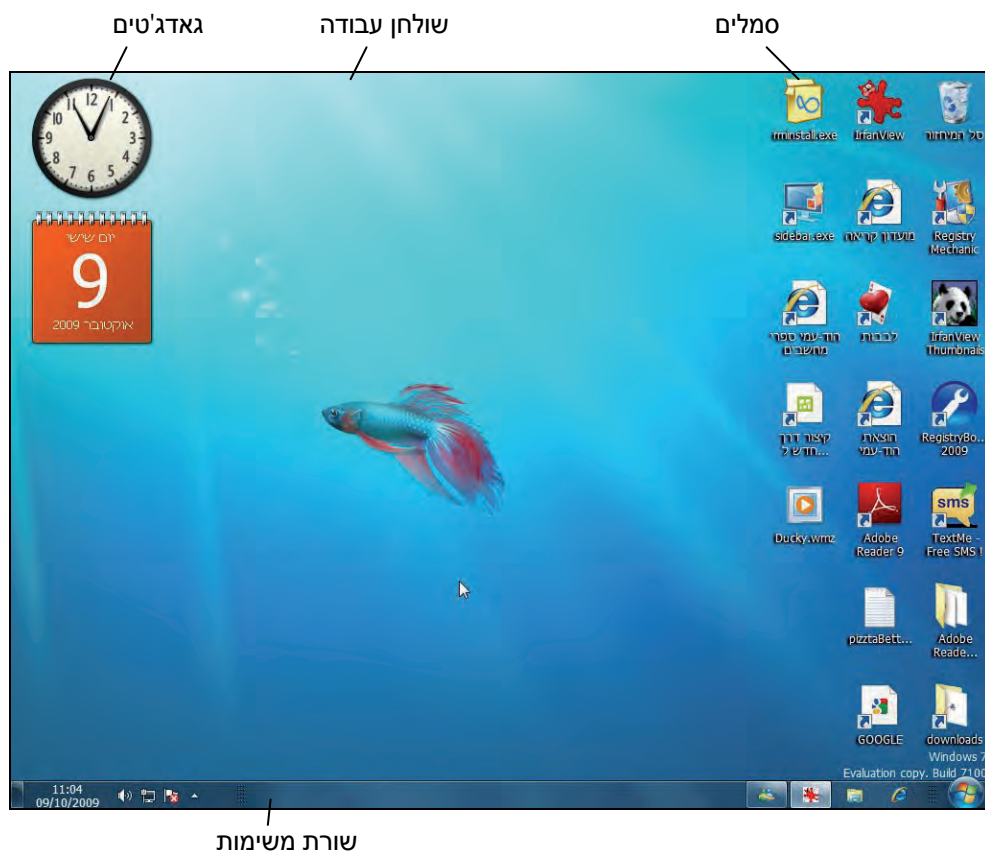 סמלים
שולחן עבודה
גאדג'טים
סל המיחזור
IrfanView
rminstall.exe
Registry
Mechanic
מועדון קריאה
sidebar.exe
IrfanView
Thumbnails
לבבות
הוד-עמי ספרי
מחשבים
RegistryBo...
2009
הוצאת
הוד-עמי
קיצור דרך
חדש ל...
sms
TextMe -
Free SMS !
Adobe
Reader 9
Ducky.wmz
Adobe
Reade...
pizztaBett...
downloads
GOOGLE
12
11
1
10
2
9
3
8
4
7
6
5
יום שישי
9
אוקטובר 2009
Windows 7
Evaluation copy. Build 7100
11:04
09/10/2009
שורת משימות